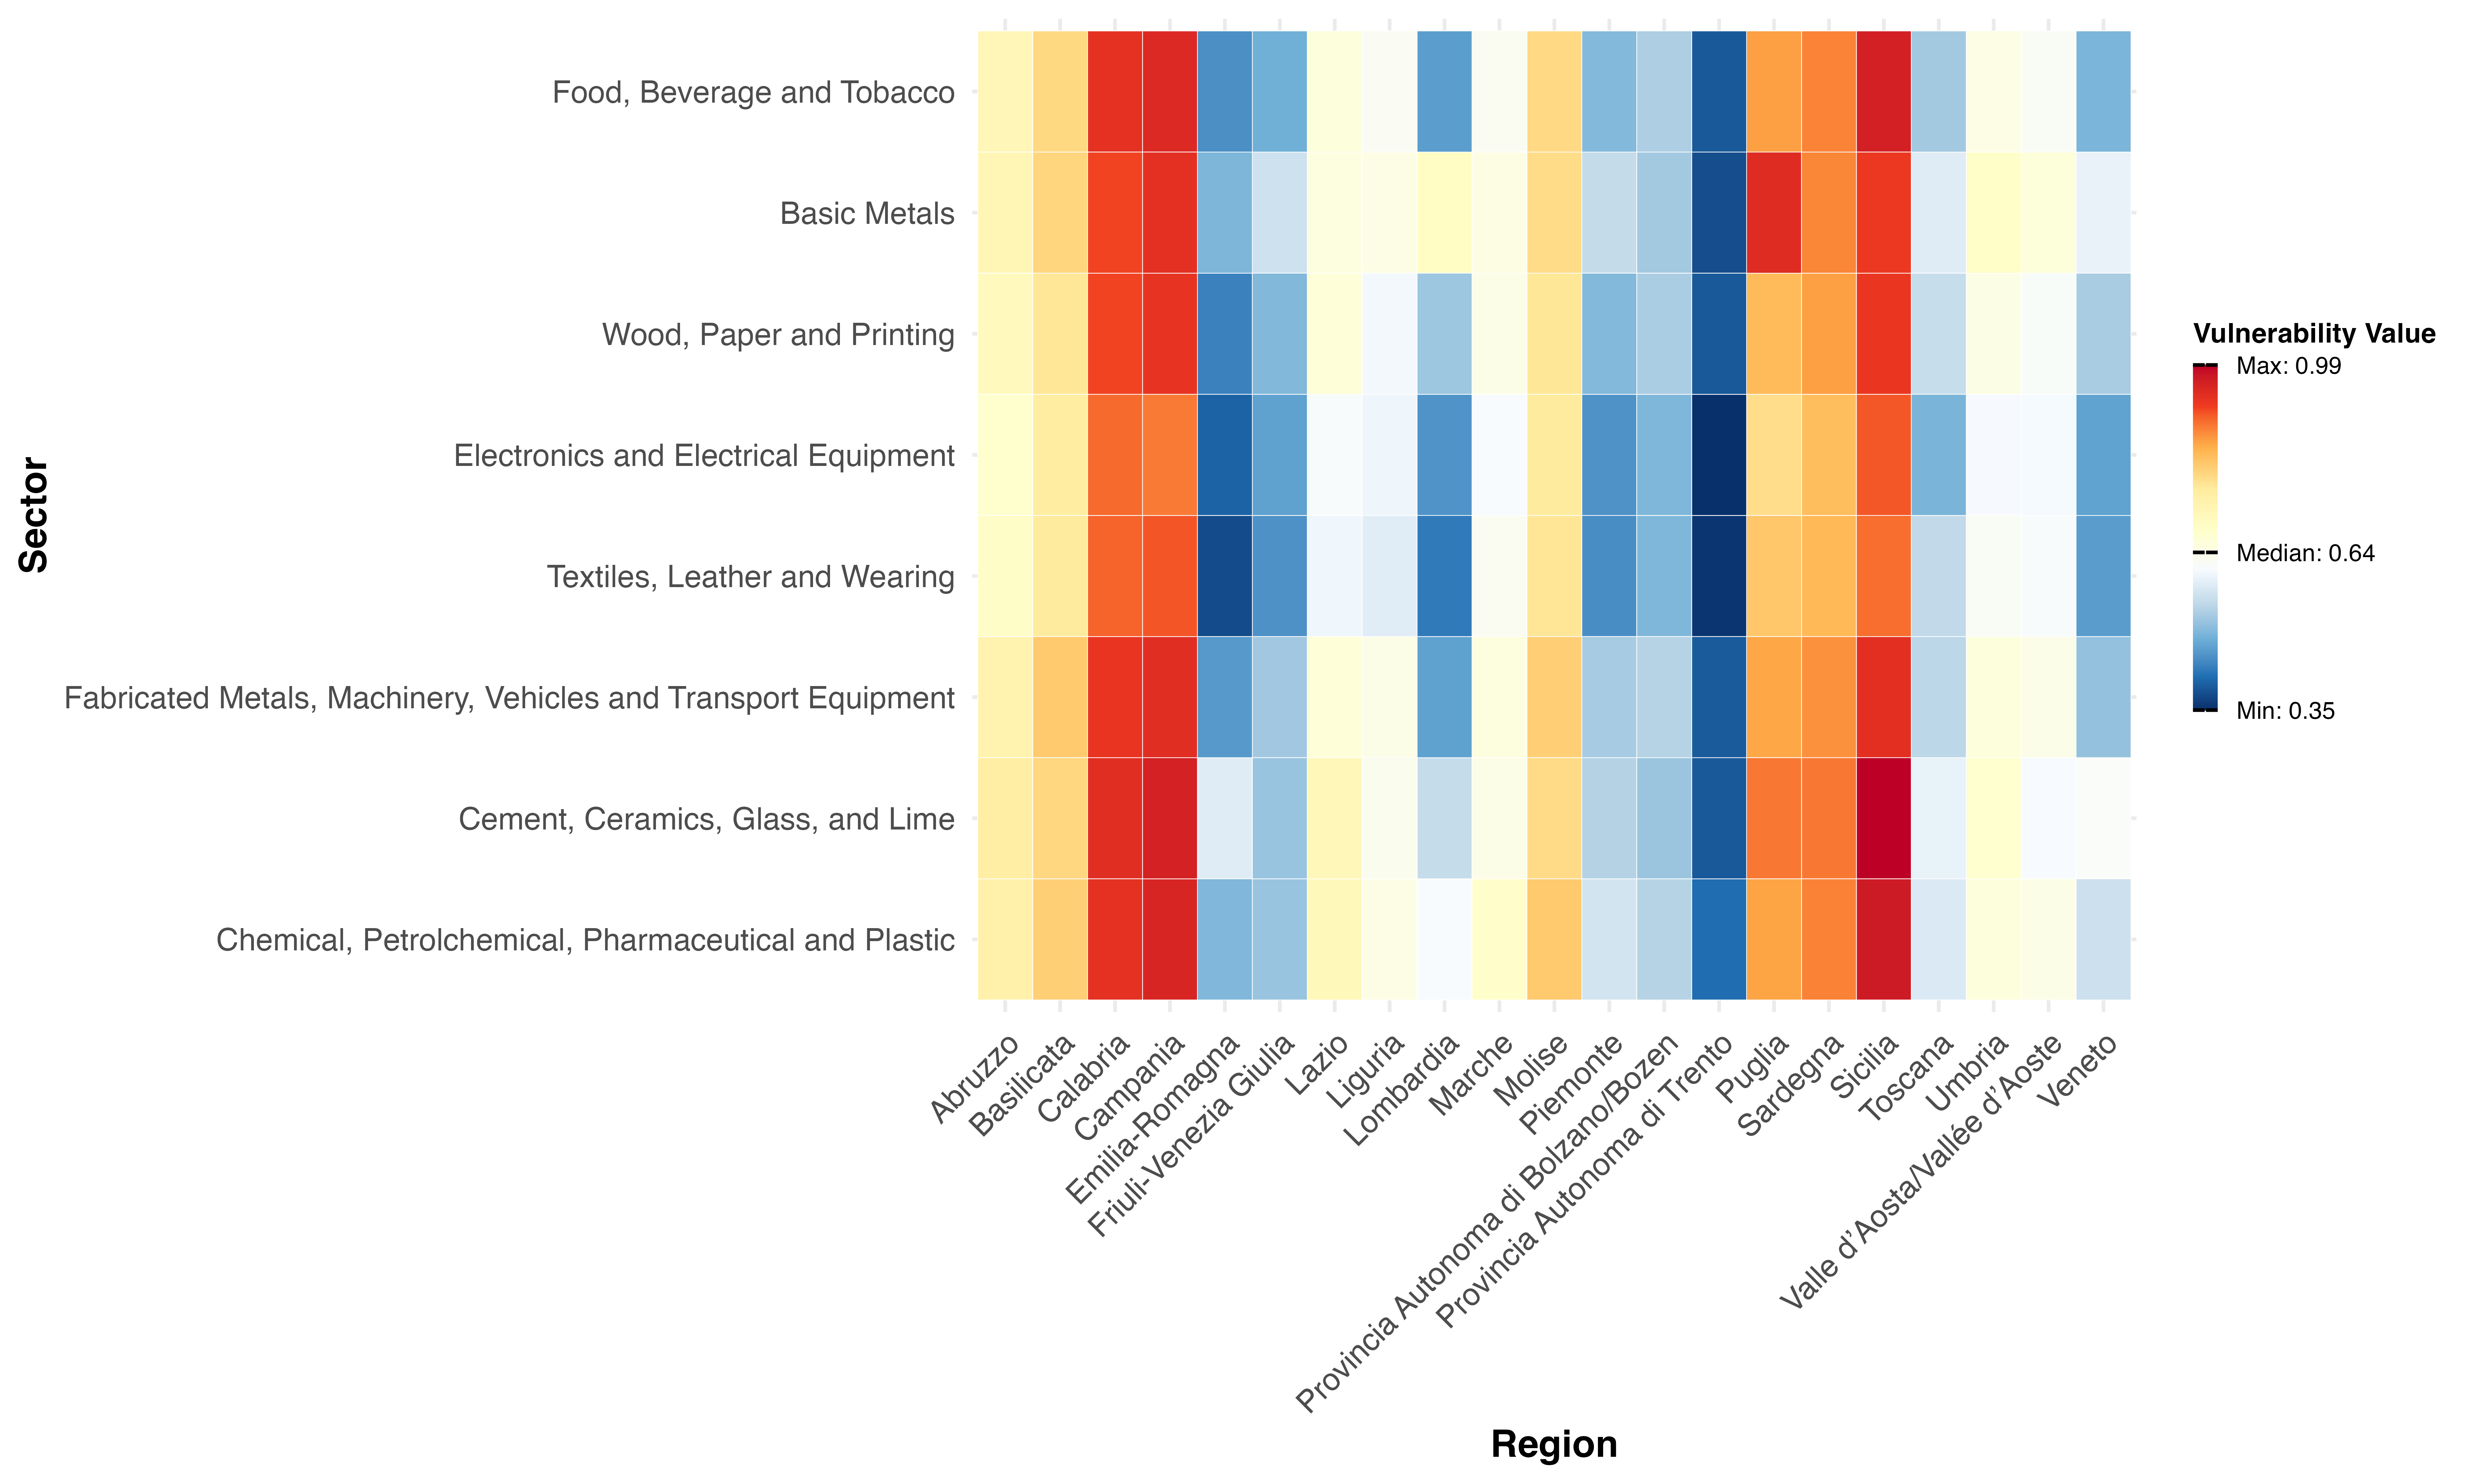 Sector
Food, Beverage and Tobacco
Basic Metals
Wood, Paper and Printing
Electronics and Electrical Equipment
Textiles, Leather and Wearing
Fabricated Metals, Machinery, Vehicles and Transport Equipment
Cement, Ceramics, Glass, and Lime
Chemical, Petrolchemical, Pharmaceutical and Plastic
Abruzzo
Basilicata
Calabria
Campania
Emilia-Romagna
Friuli-Venezia Giulia
Lazio
Liguria
Lombardia
Marche
Molise
Piemonte
Provincia Autonoma di Bolzano/Bozen
Provincia Autonoma di Trento
Puglia
Sardegna
Sicilia
Toscana
Umbria
Valle d’Aosta/Vallée d’Aoste
Veneto
Region
Vulnerability Value
Max: 0.99
Median: 0.64
Min: 0.35